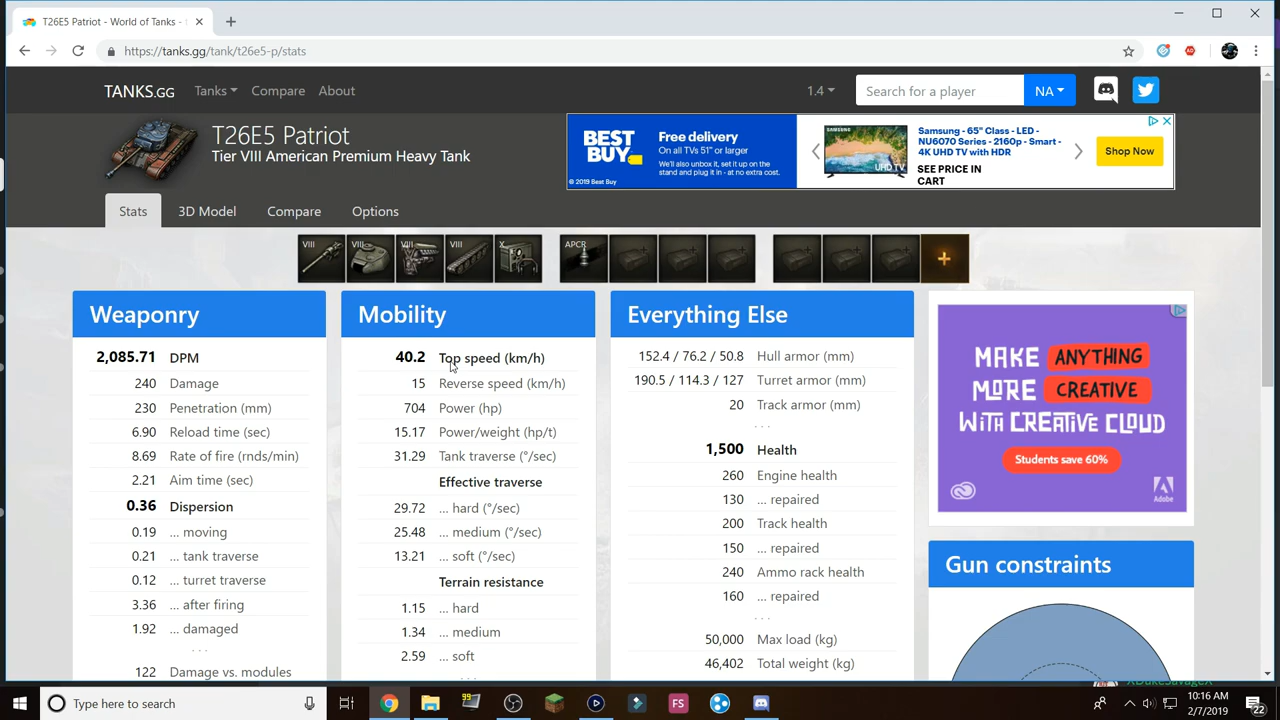 T26E5 Patriot - World of Tanks -
https://tanks.gg/tank/t26e5-p/stats
TANKS.GG Tanks Compare About 1.4 Search for a player NA
T26E5 Patriot
Tier VIII American Premium Heavy Tank
BEST BUY
Free delivery
On all TVs 51" or larger
We'll also unbox it, set it up on the
stand and plug it in - at no extra cost.
© 2019 Best Buy
Samsung - 65" Class - LED -
NU6070 Series - 2160p - Smart -
4K UHD TV with HDR
SEE PRICE IN
CART
Shop Now
UHD TV
Stats 3D Model Compare Options
VIII VIII VIII VIII X APCR
Weaponry
2,085.71 DPM
240 Damage
230 Penetration (mm)
6.90 Reload time (sec)
8.69 Rate of fire (rnds/min)
2.21 Aim time (sec)
0.36 Dispersion
0.19 ... moving
0.21 ... tank traverse
0.12 ... turret traverse
3.36 ... after firing
1.92 ... damaged
. . .
122 Damage vs. modules
Mobility
40.2 Top speed (km/h)
15 Reverse speed (km/h)
704 Power (hp)
15.17 Power/weight (hp/t)
31.29 Tank traverse (°/sec)
Effective traverse
29.72 ... hard (°/sec)
25.48 ... medium (°/sec)
13.21 ... soft (°/sec)
Terrain resistance
1.15 ... hard
1.34 ... medium
2.59 ... soft
Everything Else
152.4 / 76.2 / 50.8 Hull armor (mm)
190.5 / 114.3 / 127 Turret armor (mm)
20 Track armor (mm)
. . .
1,500 Health
260 Engine health
130 ... repaired
200 Track health
150 ... repaired
240 Ammo rack health
160 ... repaired
. . .
50,000 Max load (kg)
46,402 Total weight (kg)
MAKE ANYTHING
MORE CREATIVE
WITH CREATIVE CLOUD
Students save 60%
Adobe
Gun constraints
Type here to search
99
FS
10:16 AM
2/7/2019
22